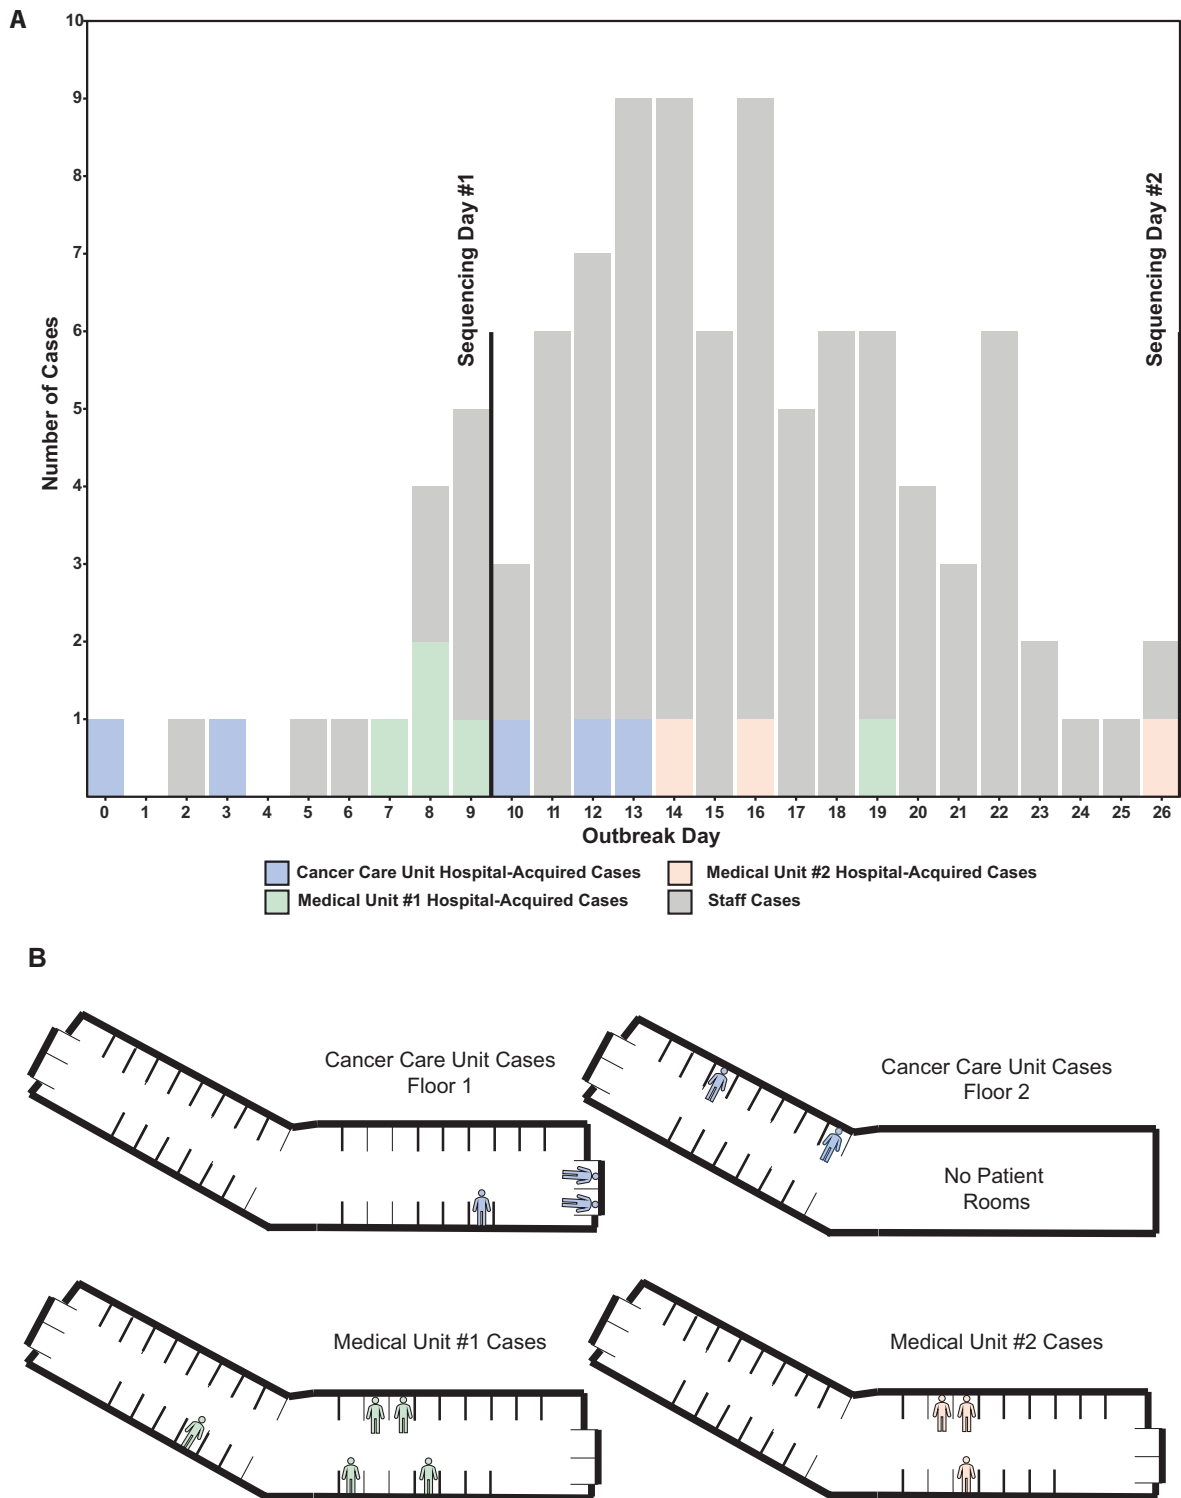 A
10
9
8
7
6
5
4
3
2
1
Number of Cases
Sequencing Day #1
Sequencing Day #2
0 1 2 3 4 5 6 7 8 9 10 11 12 13 14 15 16 17 18 19 20 21 22 23 24 25 26
Outbreak Day
Cancer Care Unit Hospital-Acquired Cases
Medical Unit #2 Hospital-Acquired Cases
Medical Unit #1 Hospital-Acquired Cases
Staff Cases
B
Cancer Care Unit Cases
Floor 1
Cancer Care Unit Cases
Floor 2
No Patient
Rooms
Medical Unit #1 Cases
Medical Unit #2 Cases